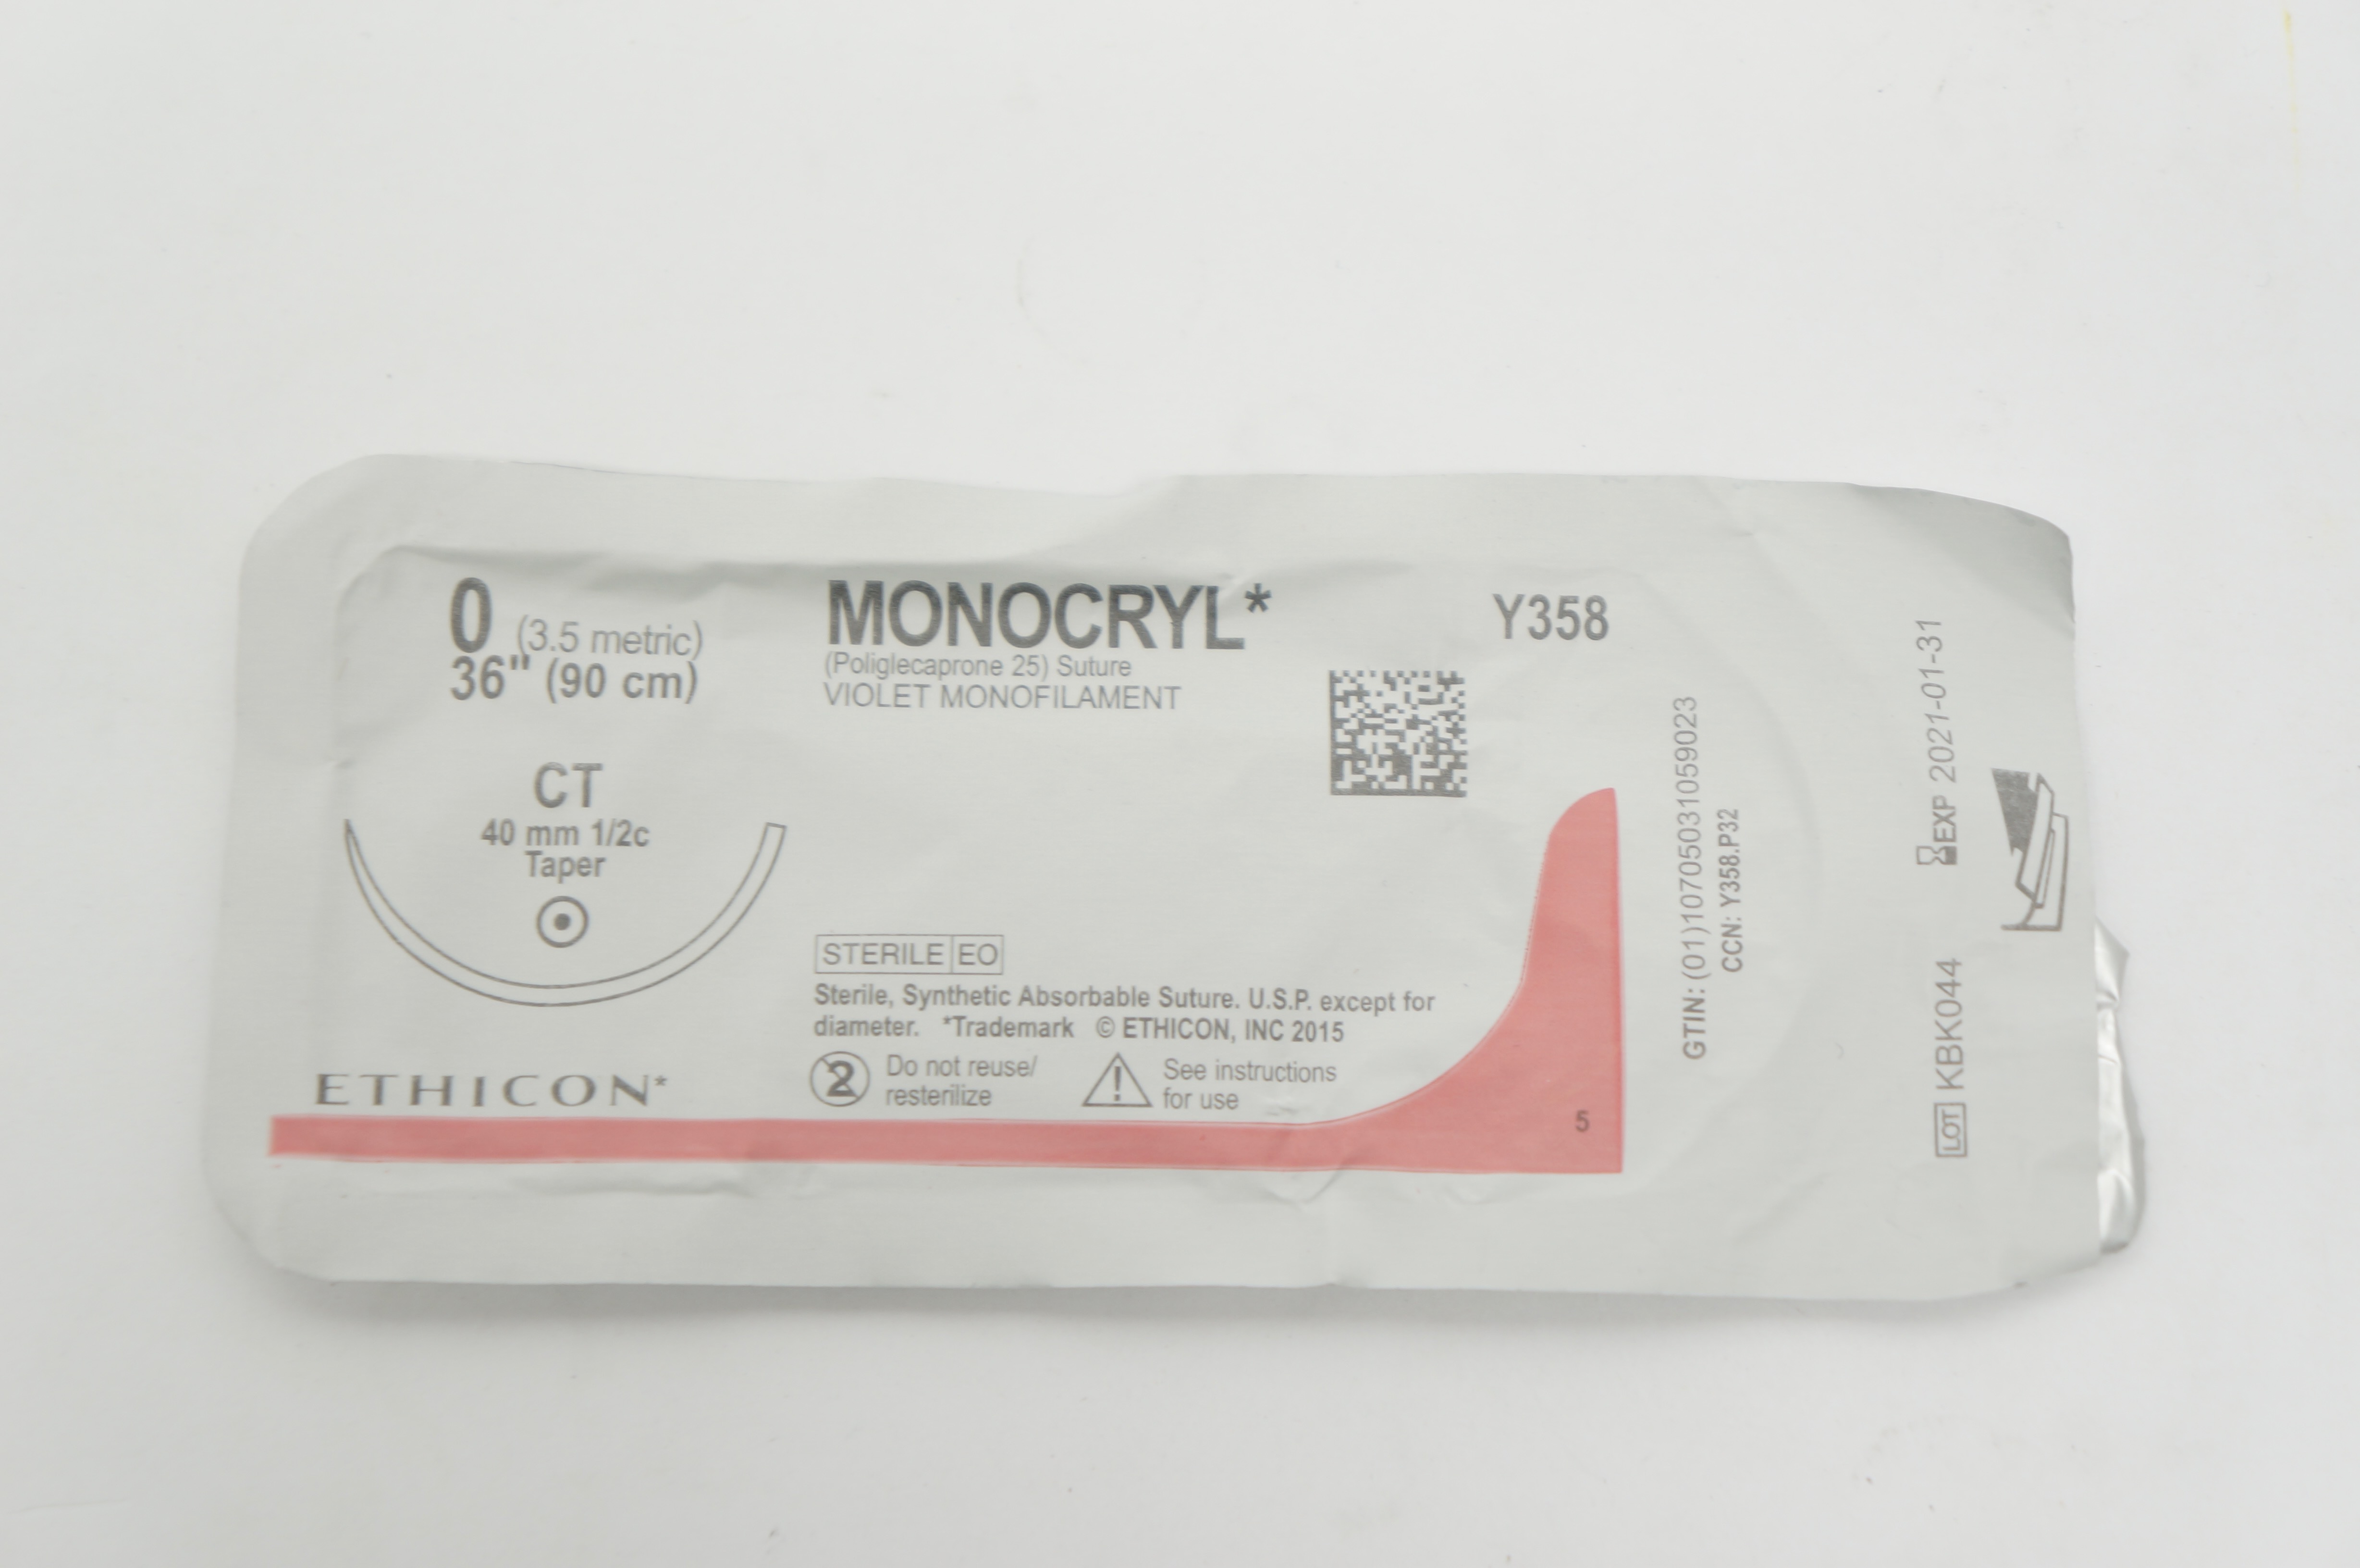 0 (3.5 metric)
36" (90 cm)
CT
40 mm 1/2c
Taper
MONOCRYL*
(Poliglecaprone 25) Suture
VIOLET MONOFILAMENT
Y358
STERILE EO
Sterile, Synthetic Absorbable Suture. U.S.P. except for
diameter. *Trademark © ETHICON, INC 2015
2 Do not reuse/
resterilize
! See instructions
for use
ETHICON*
5
GTIN: (01)10705031059023
CCN: Y358.P32
EXP 2021-01-31
LOT KBK044